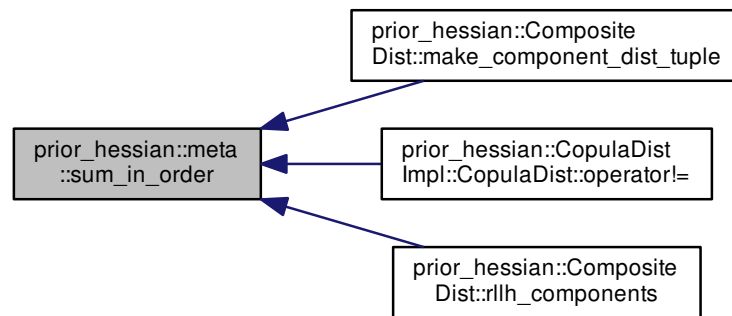 prior_hessian::Composite
Dist::make_component_dist_tuple
prior_hessian::meta
::sum_in_order
prior_hessian::CopulaDist
Impl::CopulaDist::operator!=
prior_hessian::Composite
Dist::rllh_components